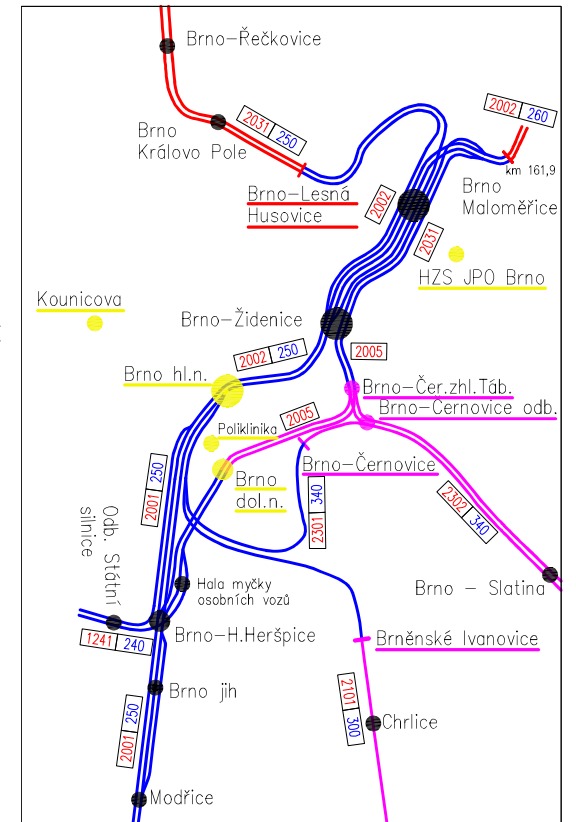 Brno-Řečkovice
2002 260
2031 250
Brno
Královo Pole
km 161,9
Brno-Lesná
Husovice
2002
Brno
Maloměřice
2031
HZS JPO Brno
Kounicova
Brno-Židenice
2002 250
2005
Brno hl.n.
Brno-Čer.zhl.Táb.
2005
Brno-Černovice odb.
Poliklinika
Brno-Černovice
2001 250
Brno
dol.n.
2301 340
2302 340
Odb. Státní
silnice
Hala myčky
osobních vozů
Brno - Slatina
1241 240
Brno-H.Heršpice
Brněnské Ivanovice
Brno jih
2101 300
2001 250
Chrlice
Modřice